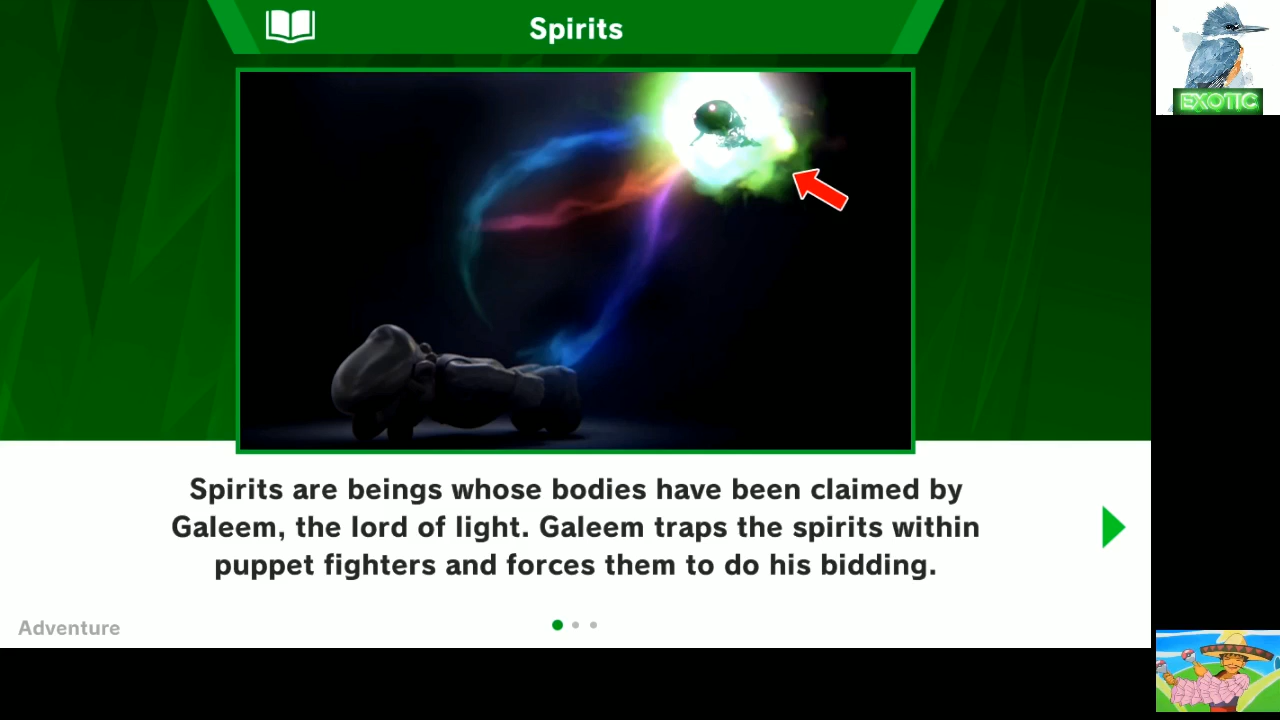 Spirits
EXOTIC
Spirits are beings whose bodies have been claimed by
Galeem, the lord of light. Galeem traps the spirits within
puppet fighters and forces them to do his bidding.
Adventure